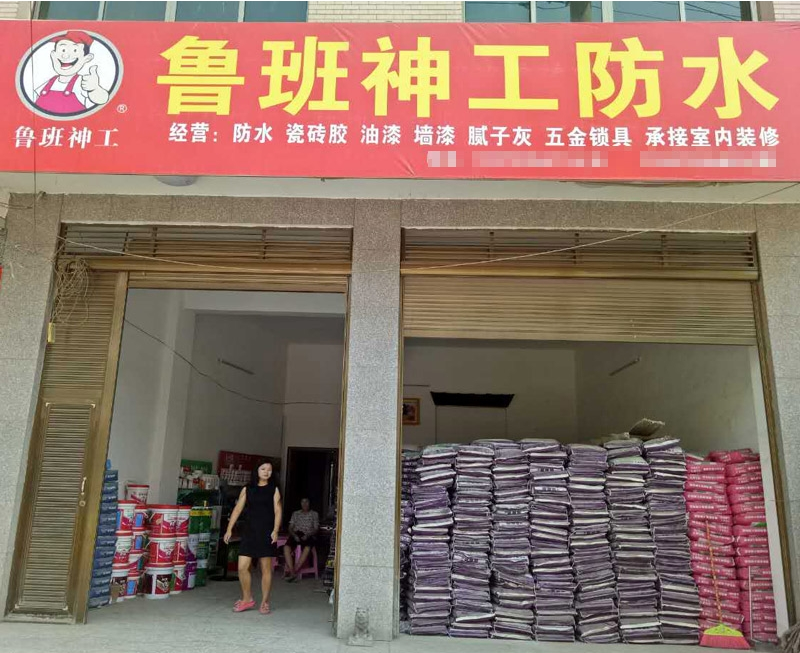 鲁班神工防水
鲁班神工®
经营：防水 瓷砖胶 油漆 墙漆 腻子灰 五金锁具 承接室内装修